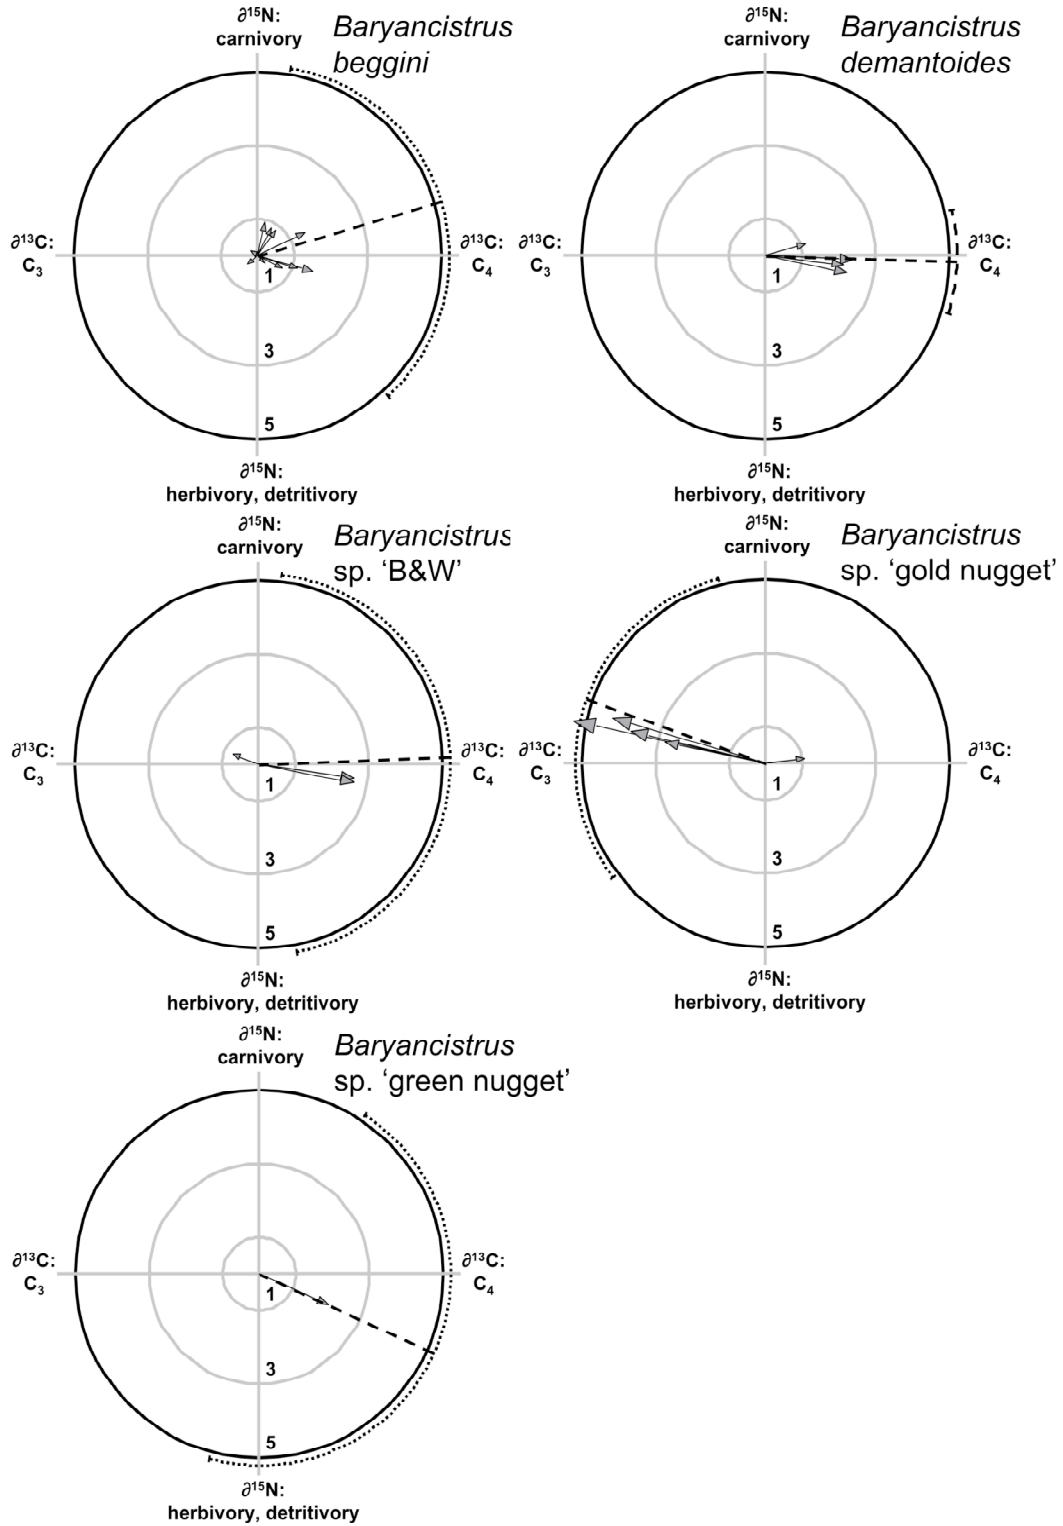 ∂15N:
carnivory
Baryancistrus
beggini
∂13C:
C3
∂13C:
C4
1
3
5
∂15N:
herbivory, detritivory
∂15N:
carnivory
Baryancistrus
demantoides
∂13C:
C3
∂13C:
C4
1
3
5
∂15N:
herbivory, detritivory
∂15N:
carnivory
Baryancistrus
sp. ‘B&W’
∂13C:
C3
∂13C:
C4
1
3
5
∂15N:
herbivory, detritivory
∂15N:
carnivory
Baryancistrus
sp. ‘gold nugget’
∂13C:
C3
∂13C:
C4
1
3
5
∂15N:
herbivory, detritivory
∂15N:
carnivory
Baryancistrus
sp. ‘green nugget’
∂13C:
C3
∂13C:
C4
1
3
5
∂15N:
herbivory, detritivory